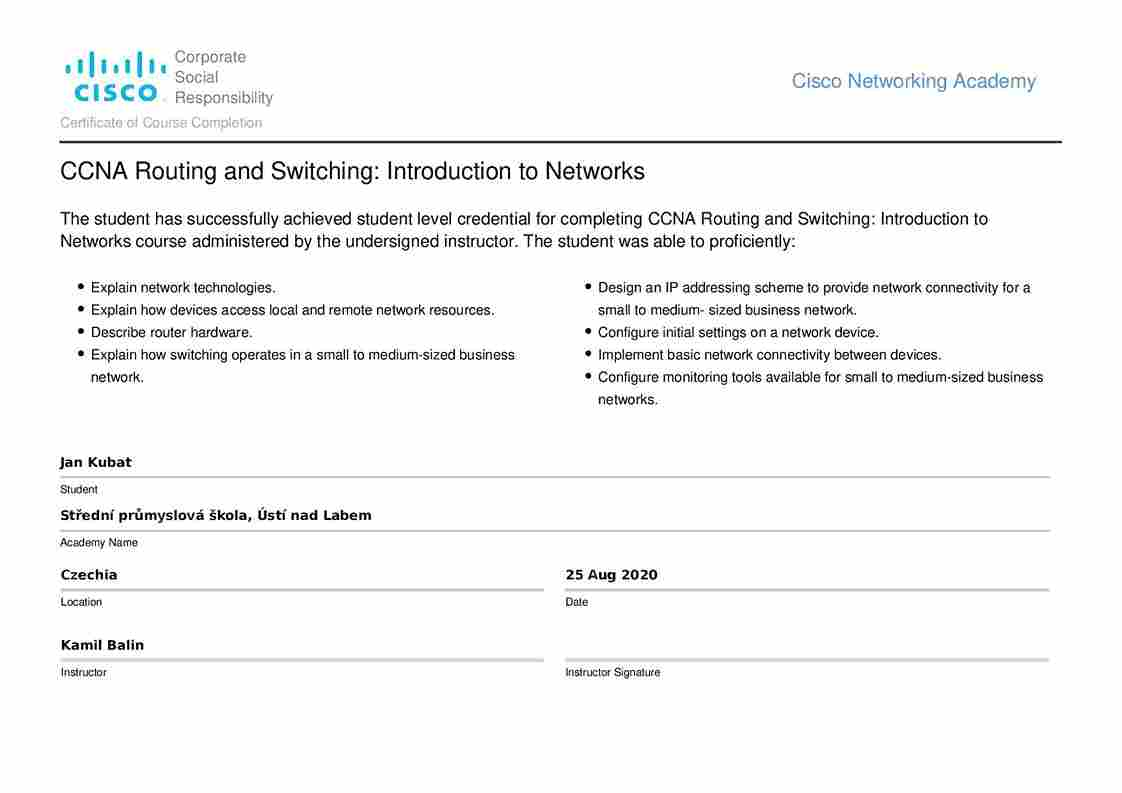 Corporate
Social
CISCO. Responsibility
Cisco Networking Academy
Certificate of Course Completion
CCNA Routing and Switching: Introduction to Networks
The student has successfully achieved student level credential for completing CCNA Routing and Switching: Introduction to
Networks course administered by the undersigned instructor. The student was able to proficiently:
• Explain network technologies.
• Explain how devices access local and remote network resources.
• Describe router hardware.
• Explain how switching operates in a small to medium-sized business
network.
• Design an IP addressing scheme to provide network connectivity for a
small to medium- sized business network.
• Configure initial settings on a network device.
• Implement basic network connectivity between devices.
• Configure monitoring tools available for small to medium-sized business
networks.
Jan Kubat
Student
Střední průmyslová škola, Ústí nad Labem
Academy Name
Czechia
Location
25 Aug 2020
Date
Kamil Balin
Instructor
Instructor Signature